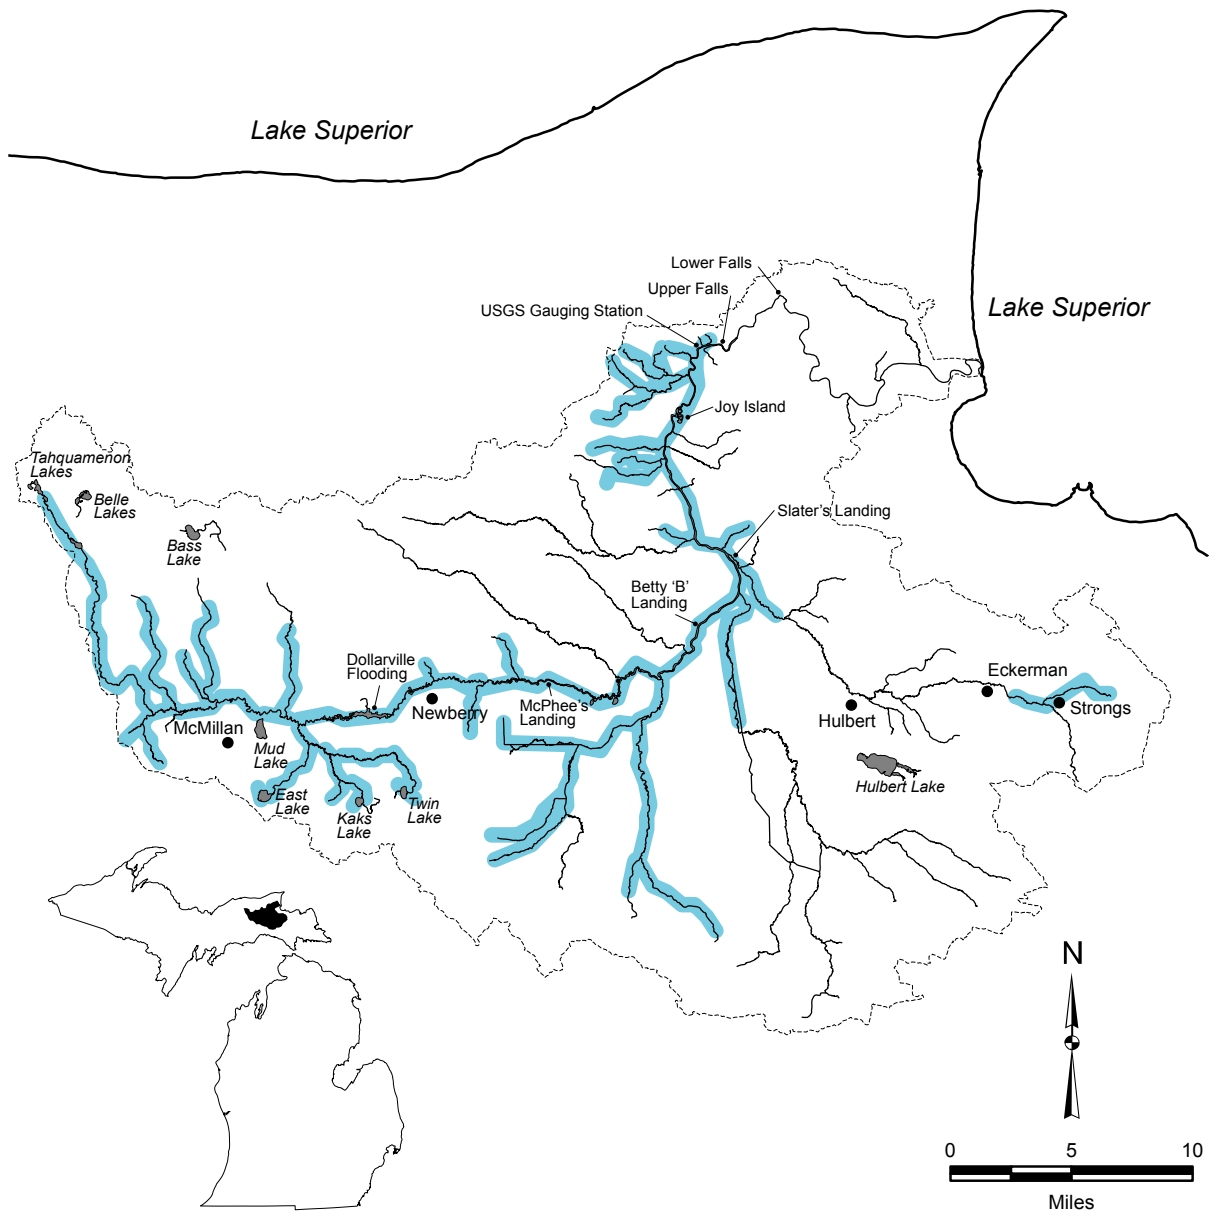 Lake Superior
Lower Falls
Upper Falls
USGS Gauging Station
Lake Superior
Joy Island
Tahquamenon
Lakes
Belle
Lakes
Bass
Lake
Slater's Landing
Betty 'B'
Landing
Dollarville
Flooding
Eckerman
Strongs
McPhee's
Landing
Newberry
Hulbert
McMillan
Mud
Lake
Hulbert Lake
East
Lake
Kaks
Lake
Twin
Lake
N
0 5 10
Miles